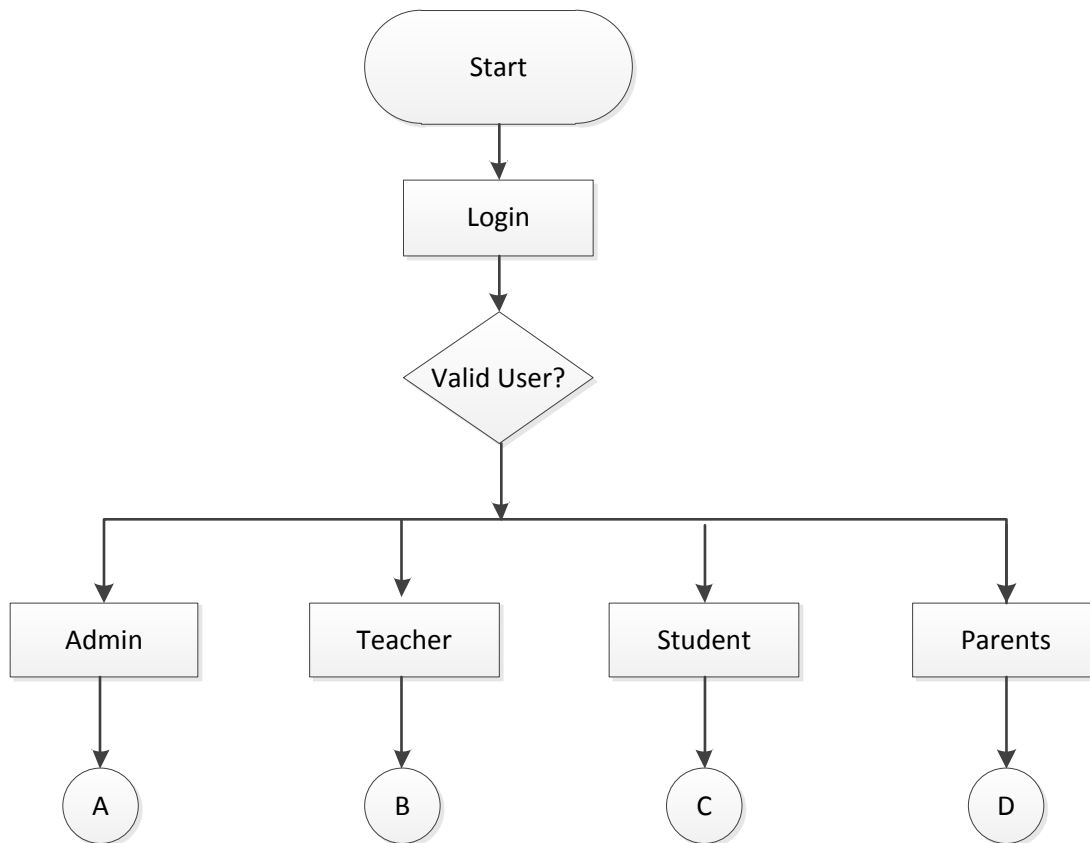 Start
Login
Valid User?
Admin
Teacher
Student
Parents
A
B
C
D